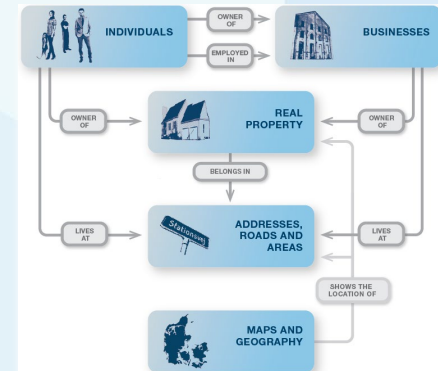 INDIVIDUALS
OWNER
OF
EMPLOYED
IN
BUSINESSES
OWNER
OF
REAL
PROPERTY
OWNER
OF
BELONGS IN
LIVES
AT
Stationsvej
ADDRESSES,
ROADS AND
AREAS
LIVES
AT
SHOWS THE
LOCATION OF
MAPS AND
GEOGRAPHY